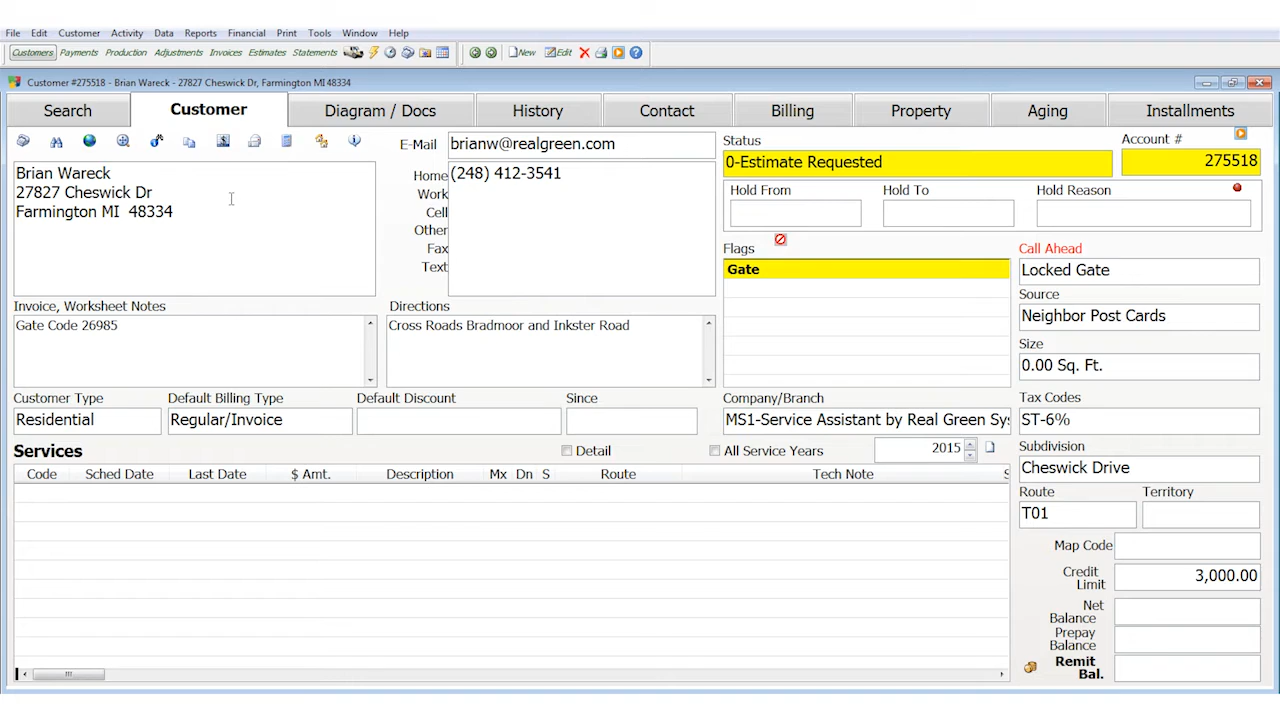 File Edit Customer Activity Data Reports Financial Print Tools Window Help
Customers Payments Production Adjustments Invoices Estimates Statements New Edit
Customer #275518 - Brian Wareck - 27827 Cheswick Dr, Farmington MI 48334
Search Customer Diagram / Docs History Contact Billing Property Aging Installments
E-Mail brianw@realgreen.com
Status
0-Estimate Requested
Account #
275518
Brian Wareck
27827 Cheswick Dr
Farmington MI 48334
Home (248) 412-3541
Work
Cell
Other
Fax
Text
Hold From Hold To Hold Reason
Flags
Gate
Call Ahead
Locked Gate
Source
Neighbor Post Cards
Size
0.00 Sq. Ft.
Invoice, Worksheet Notes
Gate Code 26985
Directions
Cross Roads Bradmoor and Inkster Road
Customer Type
Residential
Default Billing Type
Regular/Invoice
Default Discount
Since
Company/Branch
MS1-Service Assistant by Real Green Sys
Tax Codes
ST-6%
Services
Detail
All Service Years
2015
Subdivision
Cheswick Drive
Code Sched Date Last Date $ Amt. Description Mx Dn S Route Tech Note S
Route
T01
Territory
Map Code
Credit Limit 3,000.00
Net Balance
Prepay Balance
Remit Bal.